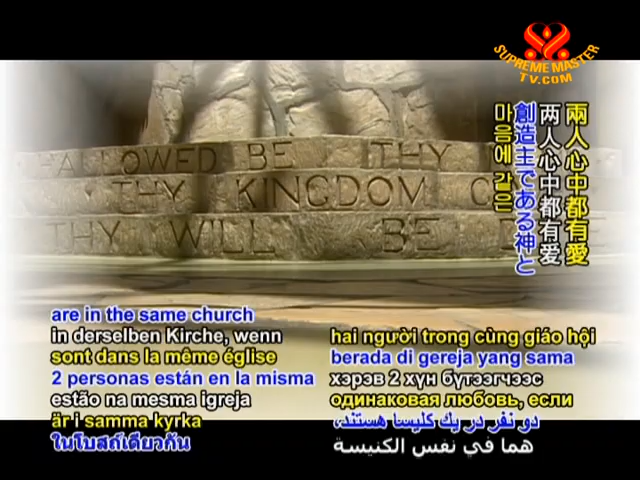 SUPREME MASTER
TV.COM
兩人心中都有愛
两人心中都有爱
創造主である神と
마음에 같은
HALLOWED BE THY
THY KINGDOM
THY WILL BE
are in the same church
in derselben Kirche, wenn
sont dans la même église
2 personas están en la misma
estão na mesma igreja
är i samma kyrka
ในโบสถ์เดียวกัน
hai người trong cùng giáo hội
berada di gereja yang sama
хэрэв 2 хүн бүтээгчээс
одинаковая любовь, если
دو نفر در یك كلیسا هستند،
هما في نفس الكنيسة